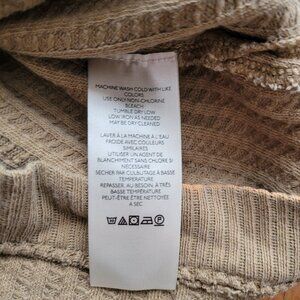 MACHINE WASH COLD WITH LIKE
COLORS
USE ONLY NON-CHLORINE
BLEACH
TUMBLE DRY LOW
LOW IRON AS NEEDED
MAY BE DRY CLEANED
LAVER À LA MACHINE À L'EAU
FROIDE AVEC COULEURS
SIMILAIRES
UTILISER UN AGENT DE
BLANCHIMENT SANS CHLORE SI
NÉCESSAIRE
SÉCHER PAR CULBUTAGE À BASSE
TEMPÉRATURE
REPASSER, AU BESOIN, À TRÈS
BASSE TEMPÉRATURE
PEUT-ÊTRE ÊTRE NETTOYÉE
À SEC